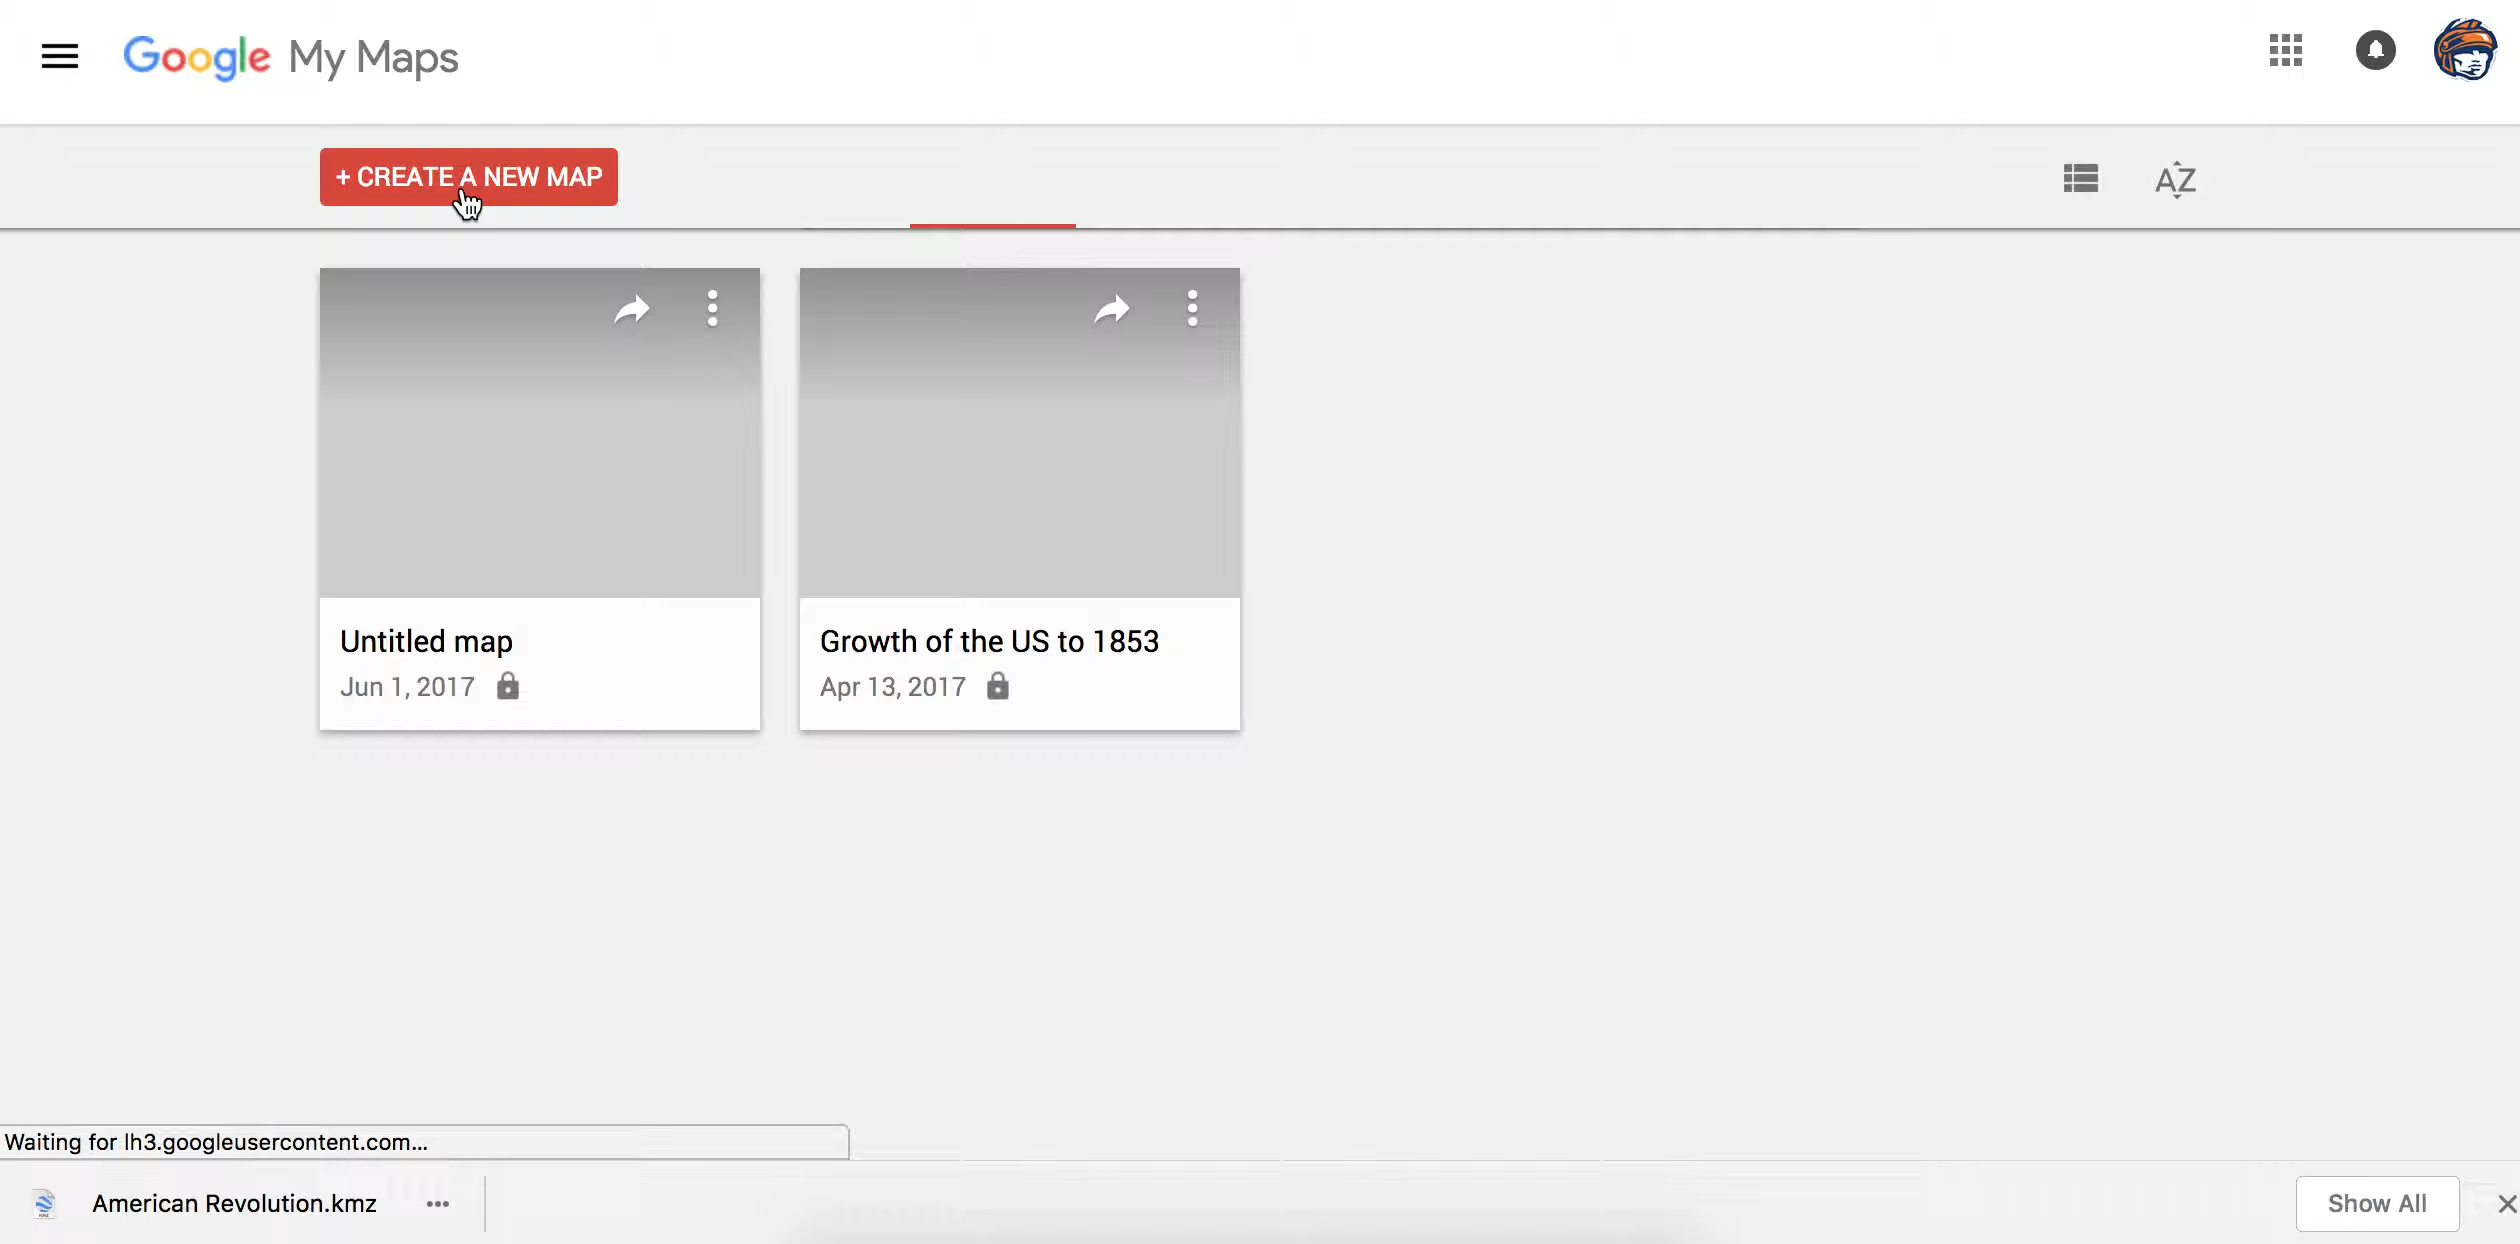 Google My Maps
+ CREATE A NEW MAP
AZ
Untitled map
Jun 1, 2017
Growth of the US to 1853
Apr 13, 2017
Waiting for lh3.googleusercontent.com...
American Revolution.kmz
Show All